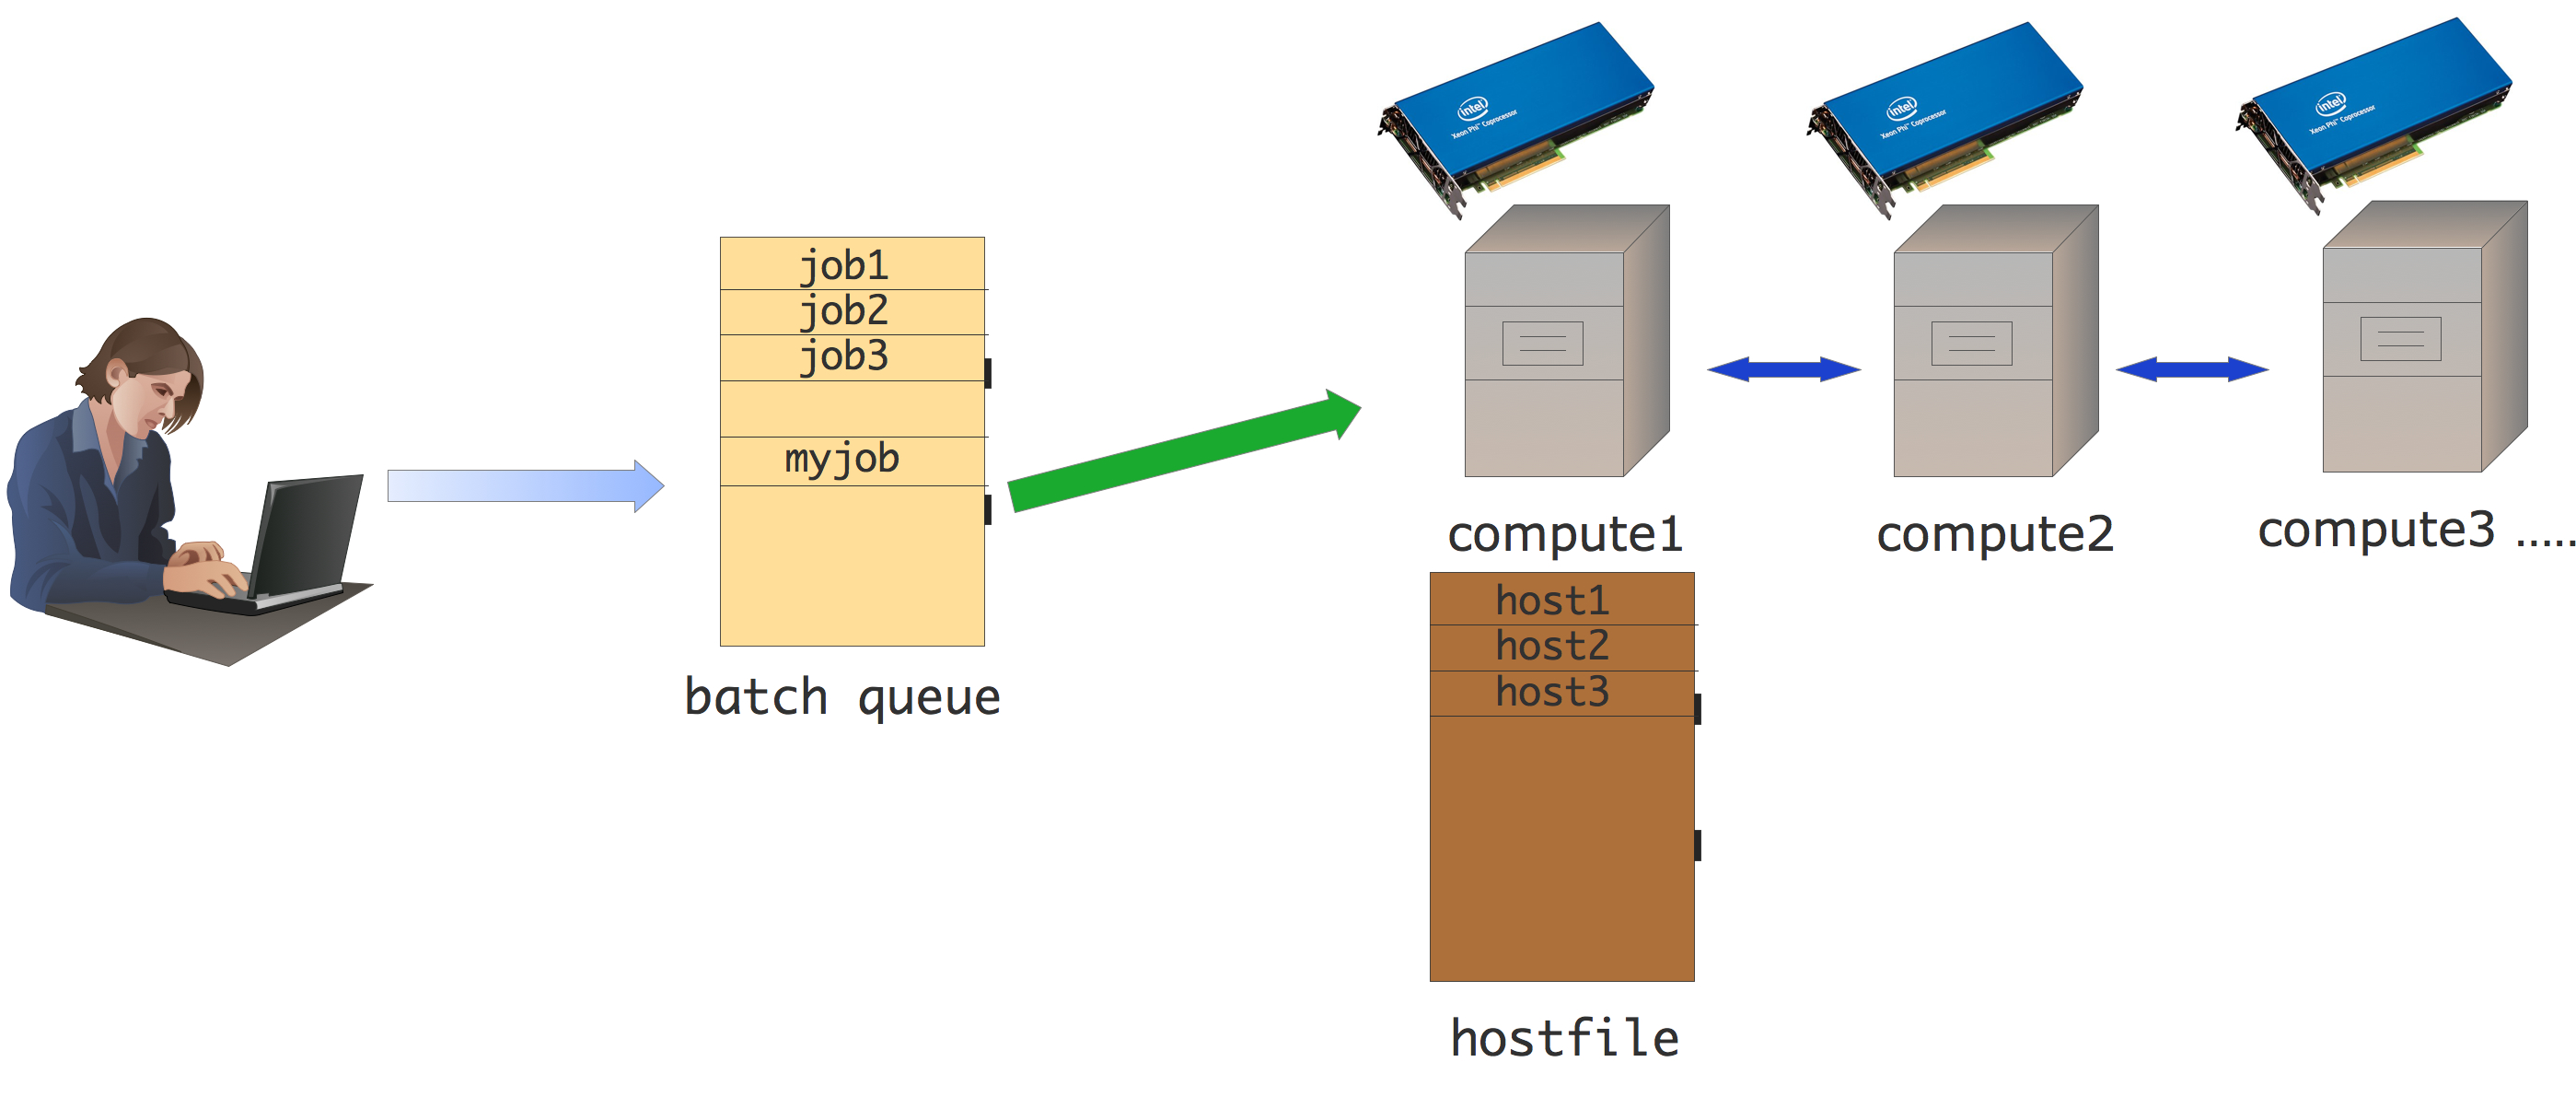 intel
Xeon Phi™ Coprocessor
intel
Xeon Phi™ Coprocessor
intel
Xeon Phi™ Coprocessor
job1
job2
job3
myjob
batch queue
compute1
compute2
compute3 .....
host1
host2
host3
hostfile